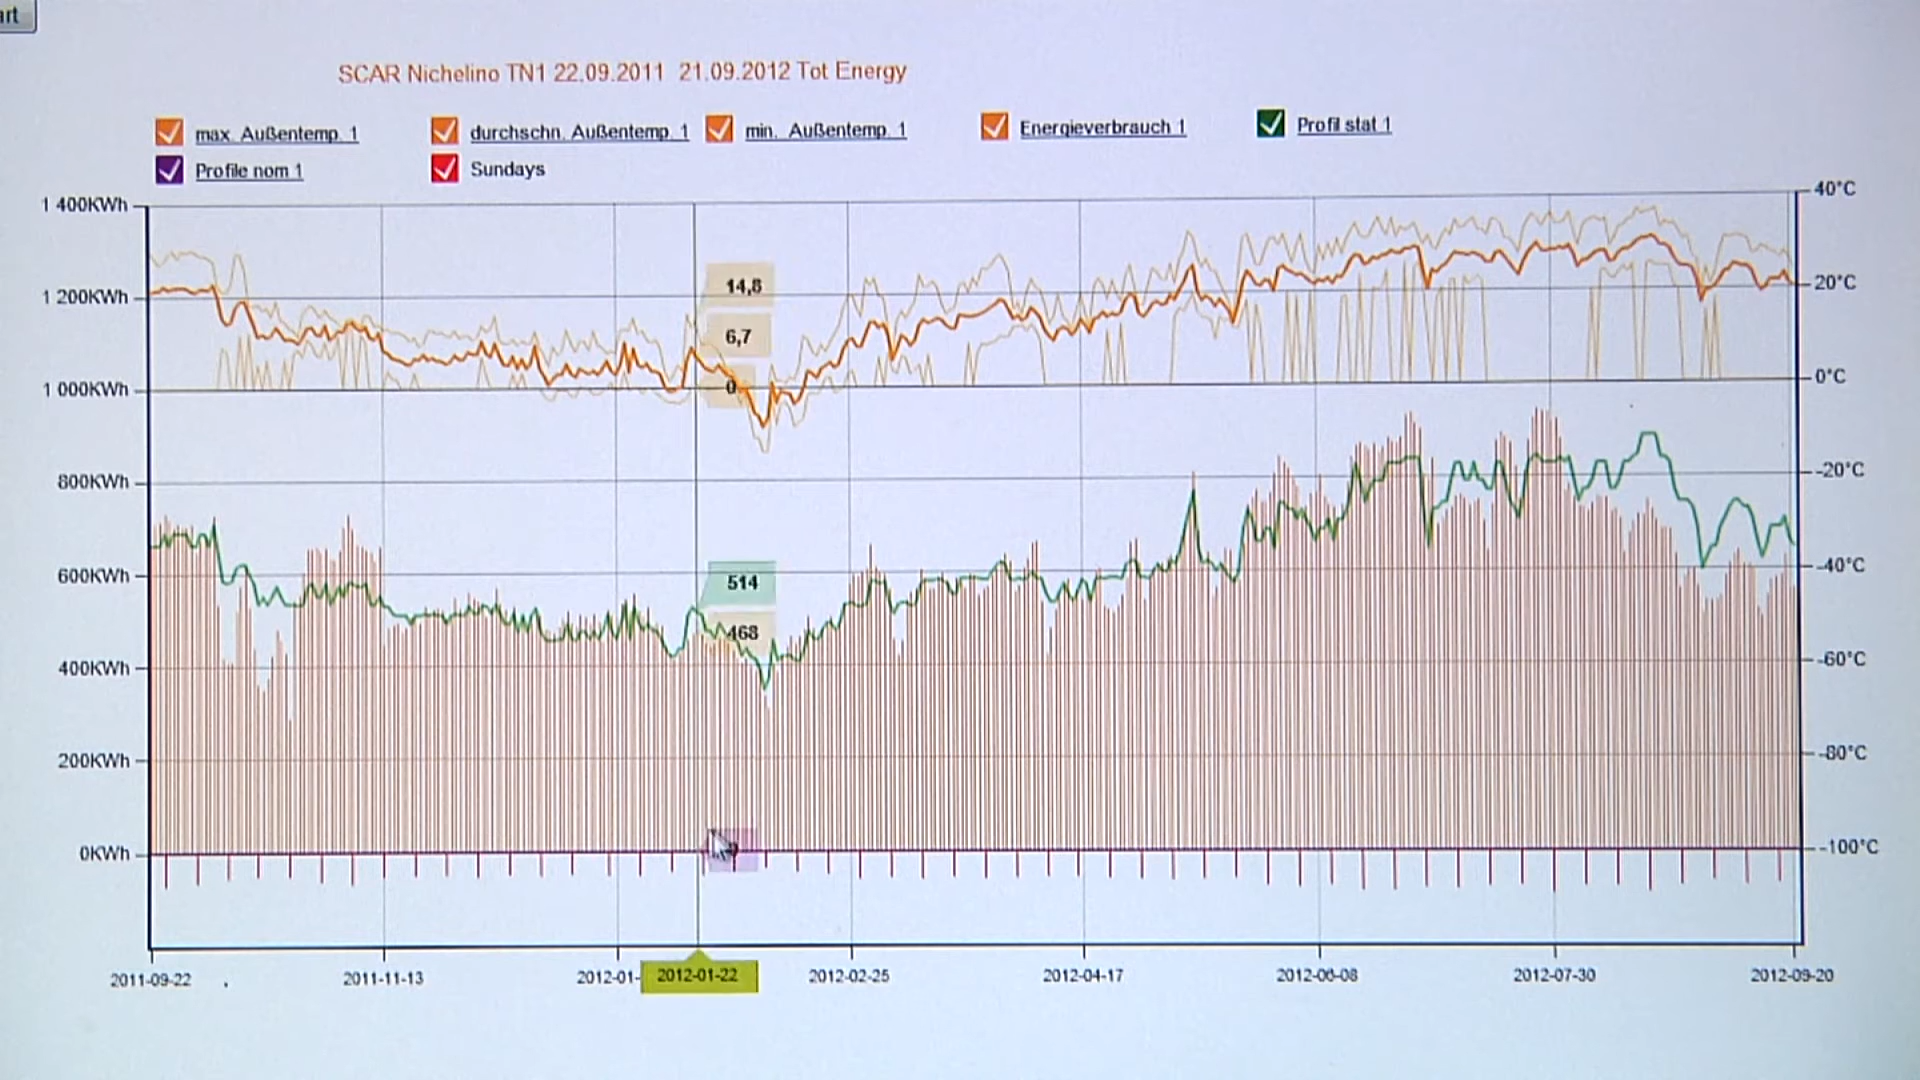 art
SCAR Nichelino TN1 22.09.2011 21.09.2012 Tot Energy
max. Außentemp. 1 durchschn. Außentemp. 1 min. Außentemp. 1 Energieverbrauch 1 Profil stat 1
Profile nom 1 Sundays
1 400KWh 40°C
14,8
1 200KWh 20°C
6,7
1 000KWh 0 0°C
800KWh -20°C
600KWh 514 -40°C
468
400KWh -60°C
200KWh -80°C
0KWh -100°C
2011-09-22 2011-11-13 2012-01- 2012-01-22 2012-02-25 2012-04-17 2012-06-08 2012-07-30 2012-09-20